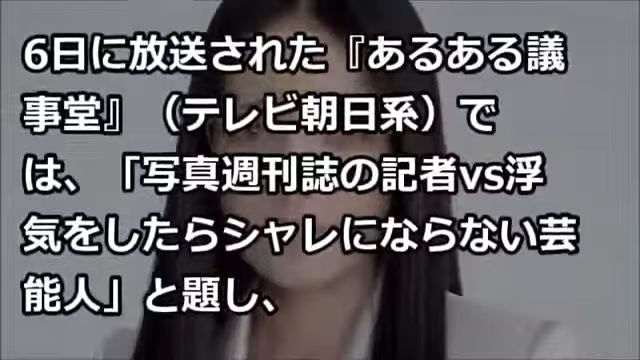 6日に放送された『あるある議
事堂』（テレビ朝日系）で
は、「写真週刊誌の記者vs浮
気をしたらシャレにならない芸
能人」と題し、